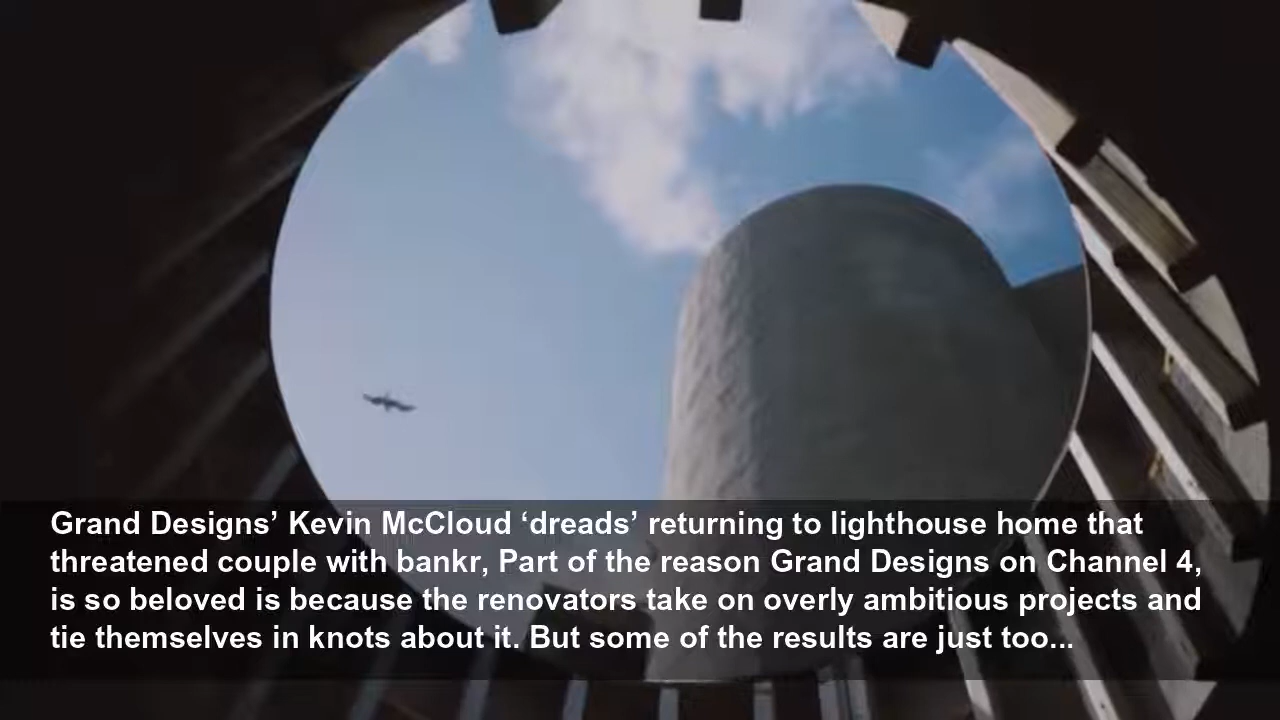 Grand Designs’ Kevin McCloud ‘dreads’ returning to lighthouse home that
threatened couple with bankr, Part of the reason Grand Designs on Channel 4,
is so beloved is because the renovators take on overly ambitious projects and
tie themselves in knots about it. But some of the results are just too...